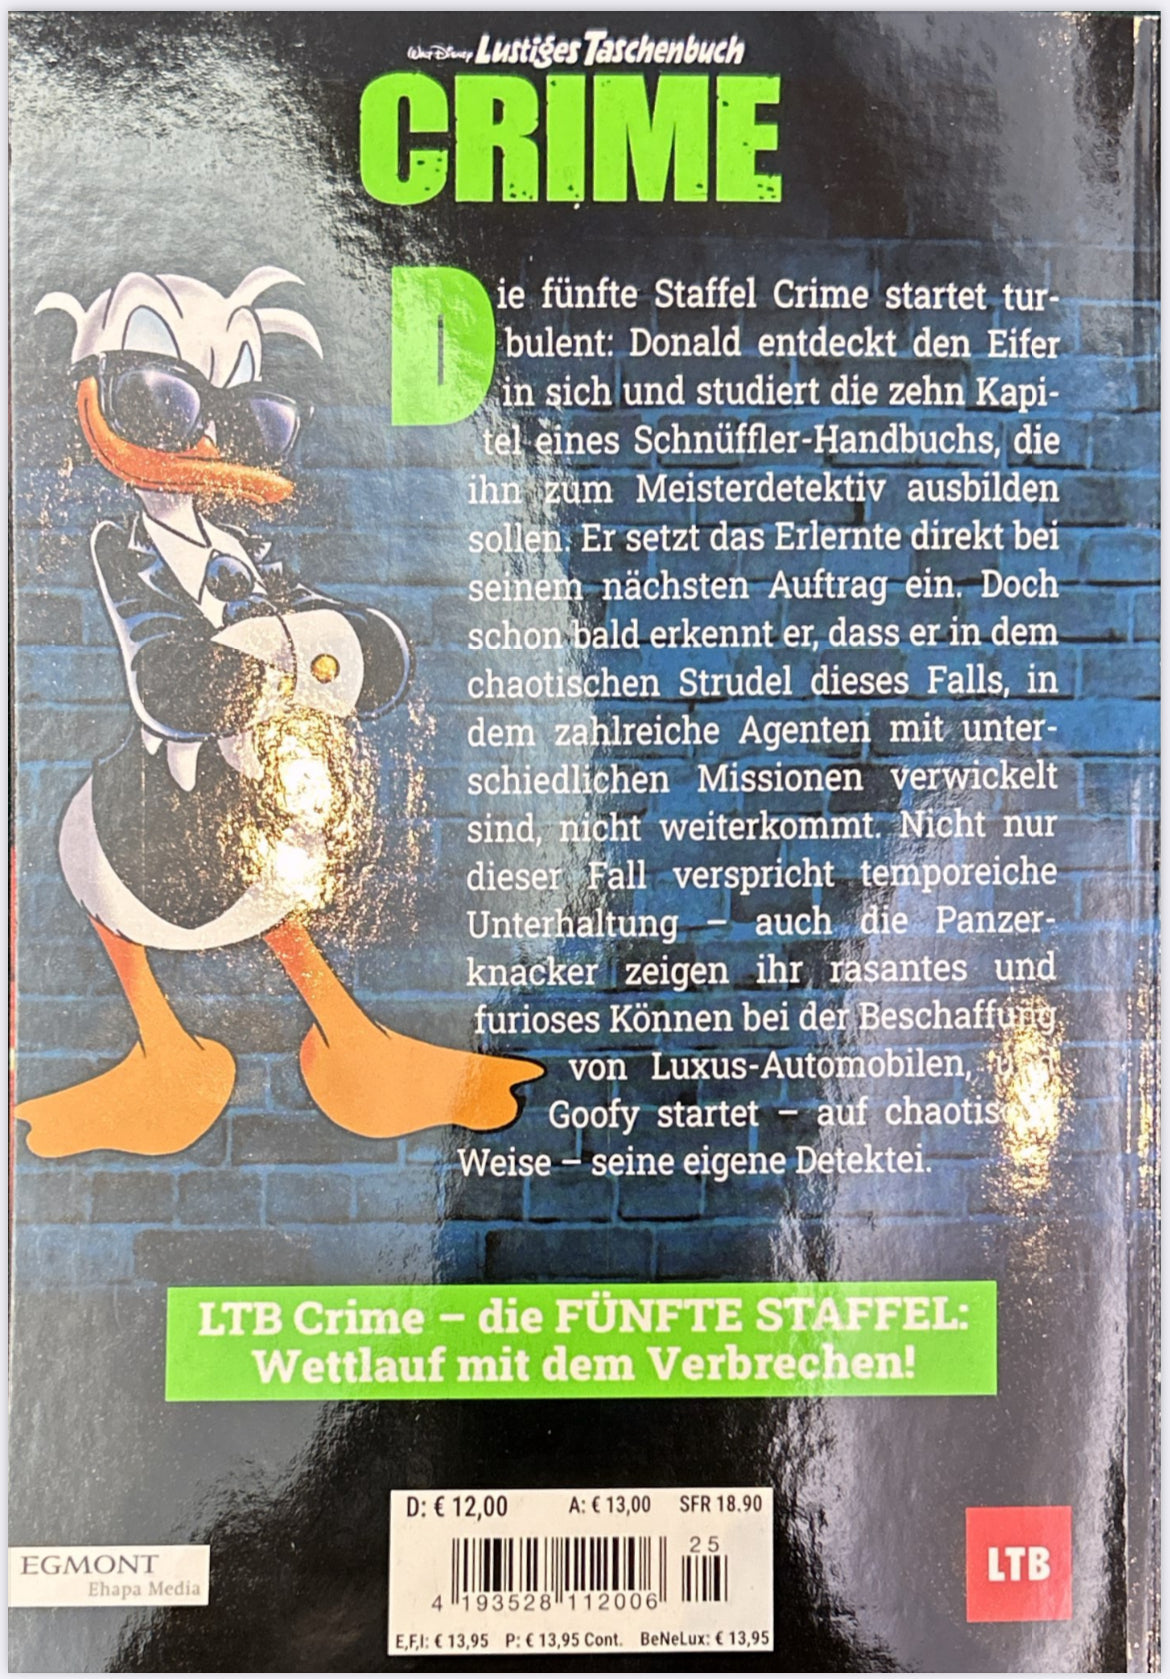 Walt Disney Lustiges Taschenbuch
CRIME
Die fünfte Staffel Crime startet tur-
bulent: Donald entdeckt den Eifer
in sich und studiert die zehn Kapi-
tel eines Schnüffler-Handbuchs, die
ihn zum Meisterdetektiv ausbilden
sollen. Er setzt das Erlernte direkt bei
seinem nächsten Auftrag ein. Doch
schon bald erkennt er, dass er in dem
chaotischen Strudel dieses Falls, in
dem zahlreiche Agenten mit unter-
schiedlichen Missionen verwickelt
sind, nicht weiterkommt. Nicht nur
dieser Fall verspricht temporeiche
Unterhaltung – auch die Panzer-
knacker zeigen ihr rasantes und
furioses Können bei der Beschaffung
von Luxus-Automobilen,
Goofy startet – auf
Weise – seine eigene Detektei.
LTB Crime – die FÜNFTE STAFFEL:
Wettlauf mit dem Verbrechen!
D: € 12,00 A: € 13,00 SFR 18.90
25
4 193528 112006
E,F,I: € 13,95 P: € 13,95 Cont. BeNeLux: € 13,95
EGMONT
Ehapa Media
LTB